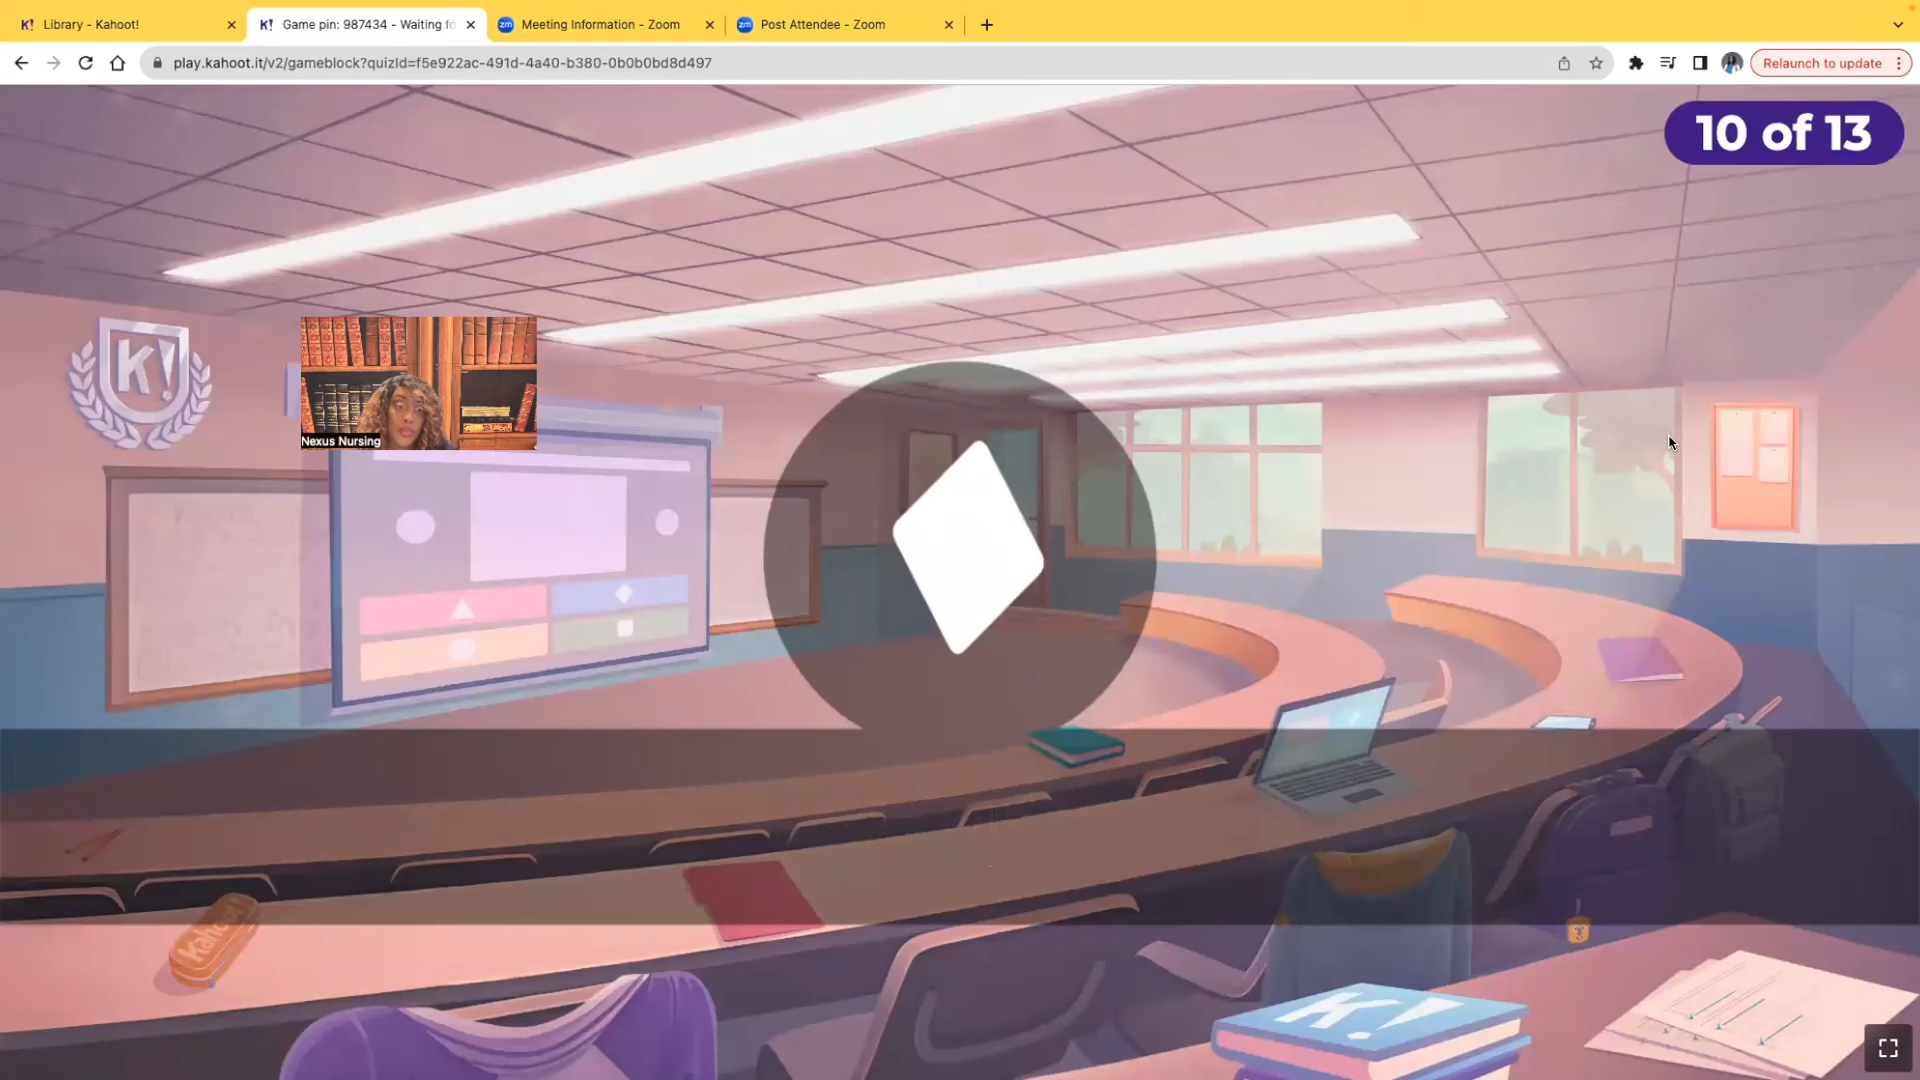 Library - Kahoot!
Game pin: 987434 - Waiting fo
Meeting Information - Zoom
Post Attendee - Zoom
play.kahoot.it/v2/gameblock?quizId=f5e922ac-491d-4a40-b380-0b0b0bd8d497
Relaunch to update
10 of 13
K!
Nexus Nursing
Kahoot!
K!